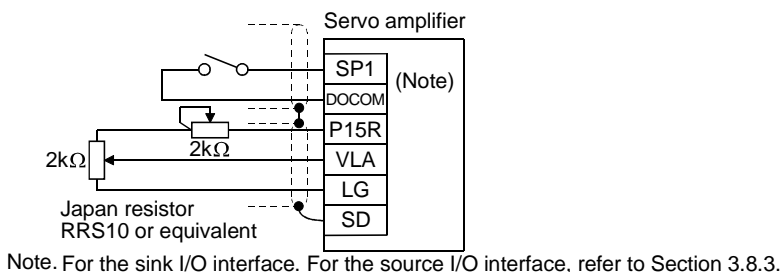 Servo amplifier
SP1
(Note)
DOCOM
P15R
2kΩ
2kΩ
VLA
LG
Japan resistor
RRS10 or equivalent
SD
Note. For the sink I/O interface. For the source I/O interface, refer to Section 3.8.3.